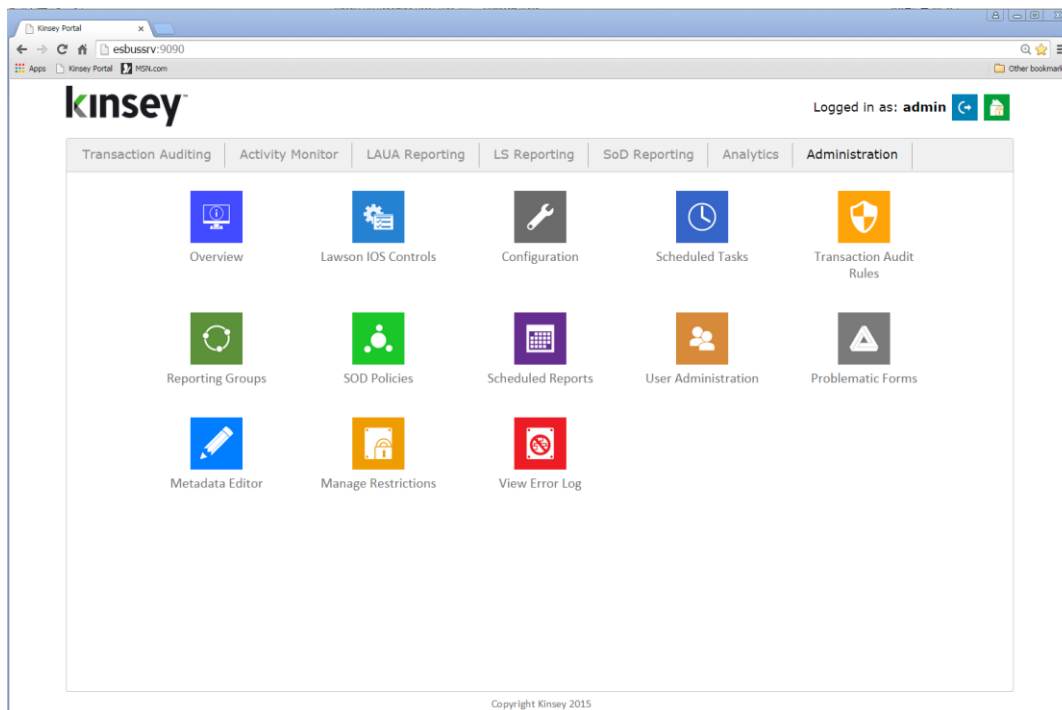 Kinsey Portal
esbussrv:9090
Apps Kinsey Portal MSN.com Other bookmark
kinsey
Logged in as: admin
Transaction Auditing Activity Monitor LAUA Reporting LS Reporting SoD Reporting Analytics Administration
Overview Lawson IOS Controls Configuration Scheduled Tasks Transaction Audit
Rules
Reporting Groups SOD Policies Scheduled Reports User Administration Problematic Forms
Metadata Editor Manage Restrictions View Error Log
Copyright Kinsey 2015